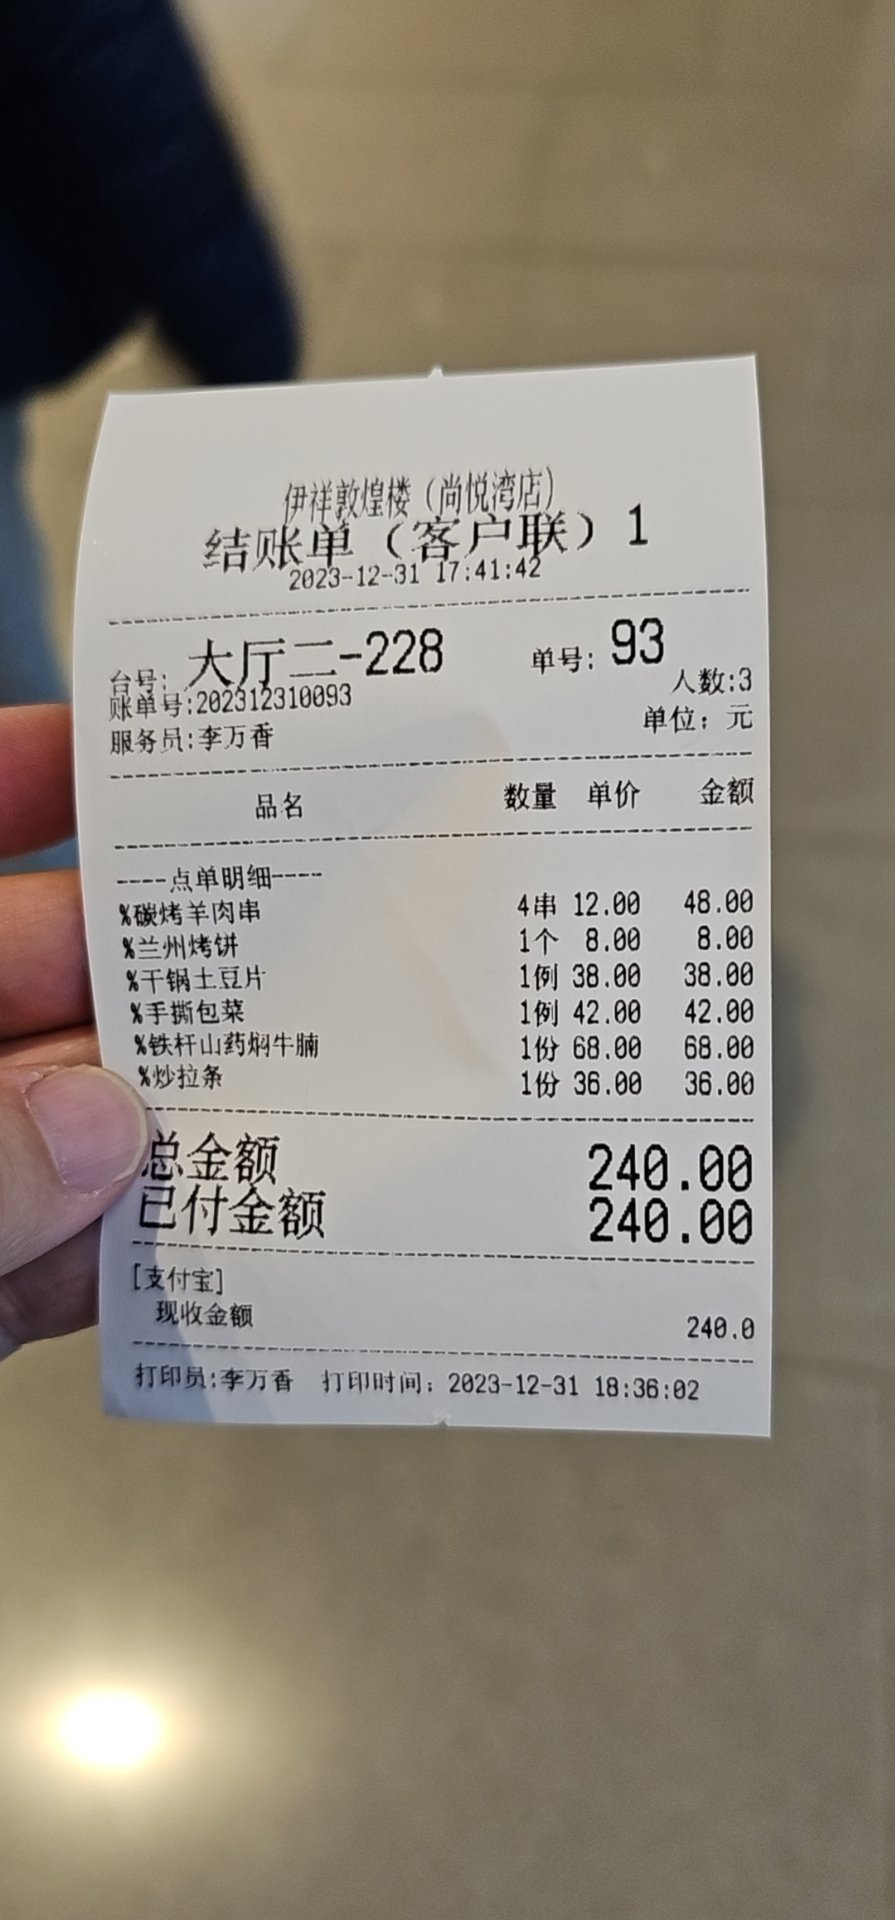 伊祥敦煌楼（尚悦湾店）
结账单（客户联）1
2023-12-31 17:41:42
台号: 大厅二-228 单号: 93
账单号:202312310093 人数:3
服务员:李万香 单位: 元
品名 数量 单价 金额
----点单明细----
%碳烤羊肉串 4串 12.00 48.00
%兰州烤饼 1个 8.00 8.00
%干锅土豆片 1例 38.00 38.00
%手撕包菜 1例 42.00 42.00
%铁杆山药焖牛腩 1份 68.00 68.00
%炒拉条 1份 36.00 36.00
总金额 240.00
已付金额 240.00
[支付宝]
现收金额 240.0
打印员:李万香 打印时间: 2023-12-31 18:36:02